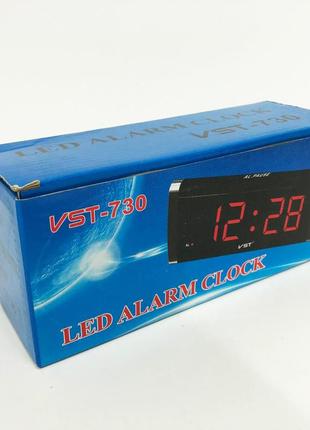 LED ALARM CLOCK
VST-730
VST-730
AL.PAUSE
12:28
VST
LED ALARM CLOCK